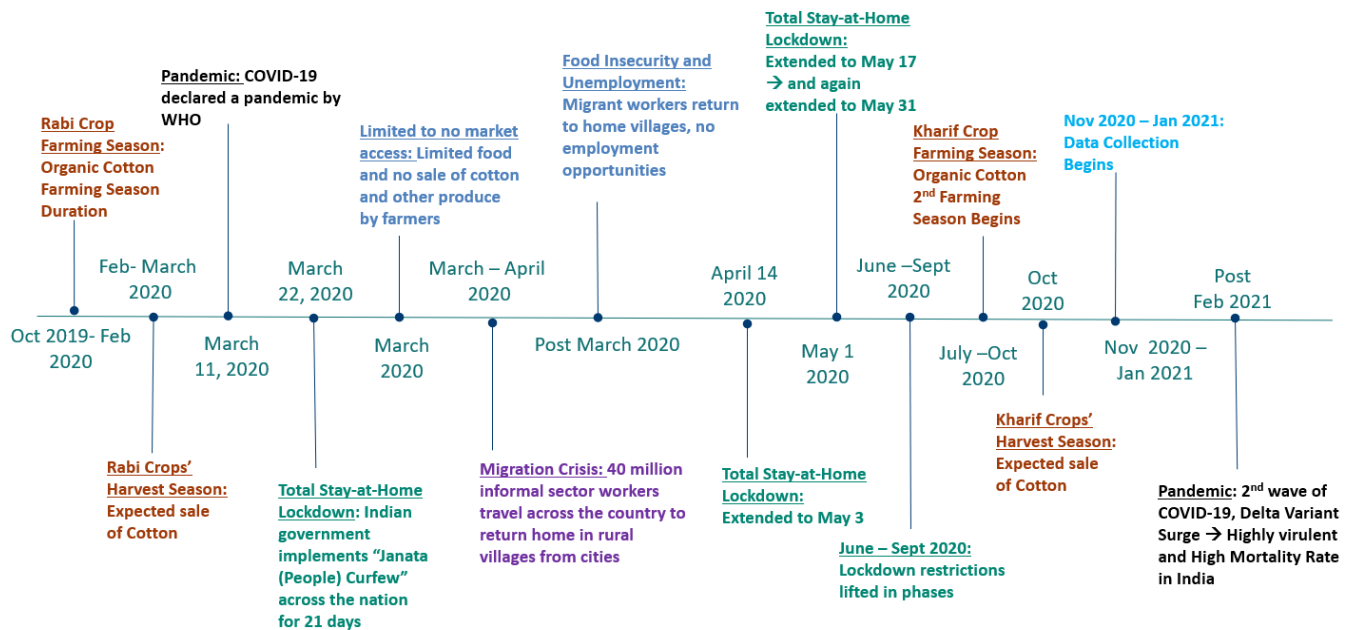 Total Stay-at-Home
Lockdown:
Extended to May 17
→ and again
extended to May 31
Food Insecurity and
Unemployment:
Migrant workers return
to home villages, no
employment
opportunities
Pandemic: COVID-19
declared a pandemic by
WHO
Rabi Crop
Farming Season:
Organic Cotton
Farming Season
Duration
Limited to no market
access: Limited food
and no sale of cotton
and other produce
by farmers
Kharif Crop
Farming Season:
Organic Cotton
2nd Farming
Season Begins
Nov 2020 – Jan 2021:
Data Collection
Begins
Feb- March
2020
March
22, 2020
March – April
2020
April 14
2020
June –Sept
2020
Oct
2020
Post
Feb 2021
Oct 2019- Feb
2020
March
11, 2020
March
2020
Post March 2020
May 1
2020
July –Oct
2020
Nov 2020 –
Jan 2021
Rabi Crops’
Harvest Season:
Expected sale
of Cotton
Total Stay-at-Home
Lockdown: Indian
government
implements “Janata
(People) Curfew”
across the nation
for 21 days
Migration Crisis: 40 million
informal sector workers
travel across the country to
return home in rural
villages from cities
Total Stay-at-Home
Lockdown:
Extended to May 3
June – Sept 2020:
Lockdown restrictions
lifted in phases
Kharif Crops’
Harvest Season:
Expected sale
of Cotton
Pandemic: 2nd wave of
COVID-19, Delta Variant
Surge → Highly virulent
and High Mortality Rate
in India